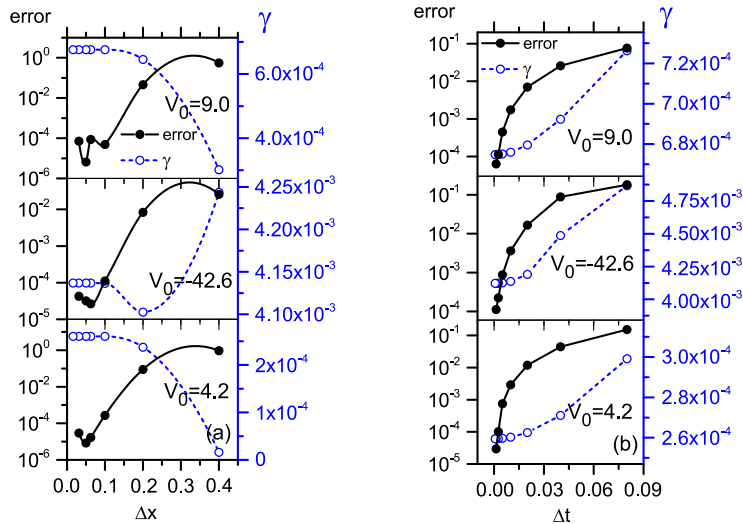 error
γ
10⁰
10⁻²
10⁻⁴
10⁻⁶
6.0x10⁻⁴
4.0x10⁻⁴
V₀=9.0
error
γ
10⁻²
10⁻³
10⁻⁴
10⁻⁵
4.25x10⁻³
4.20x10⁻³
4.15x10⁻³
4.10x10⁻³
V₀=-42.6
10⁰
10⁻²
10⁻⁴
10⁻⁶
2x10⁻⁴
1x10⁻⁴
0
V₀=4.2
(a)
0.0 0.1 0.2 0.3 0.4
Δx
error
γ
10⁻¹
10⁻²
10⁻³
10⁻⁴
error
γ
7.2x10⁻⁴
7.0x10⁻⁴
6.8x10⁻⁴
V₀=9.0
10⁻¹
10⁻²
10⁻³
10⁻⁴
4.75x10⁻³
4.50x10⁻³
4.25x10⁻³
4.00x10⁻³
V₀=-42.6
10⁻¹
10⁻²
10⁻³
10⁻⁴
10⁻⁵
3.0x10⁻⁴
2.8x10⁻⁴
2.6x10⁻⁴
V₀=4.2
(b)
0.00 0.03 0.06 0.09
Δt